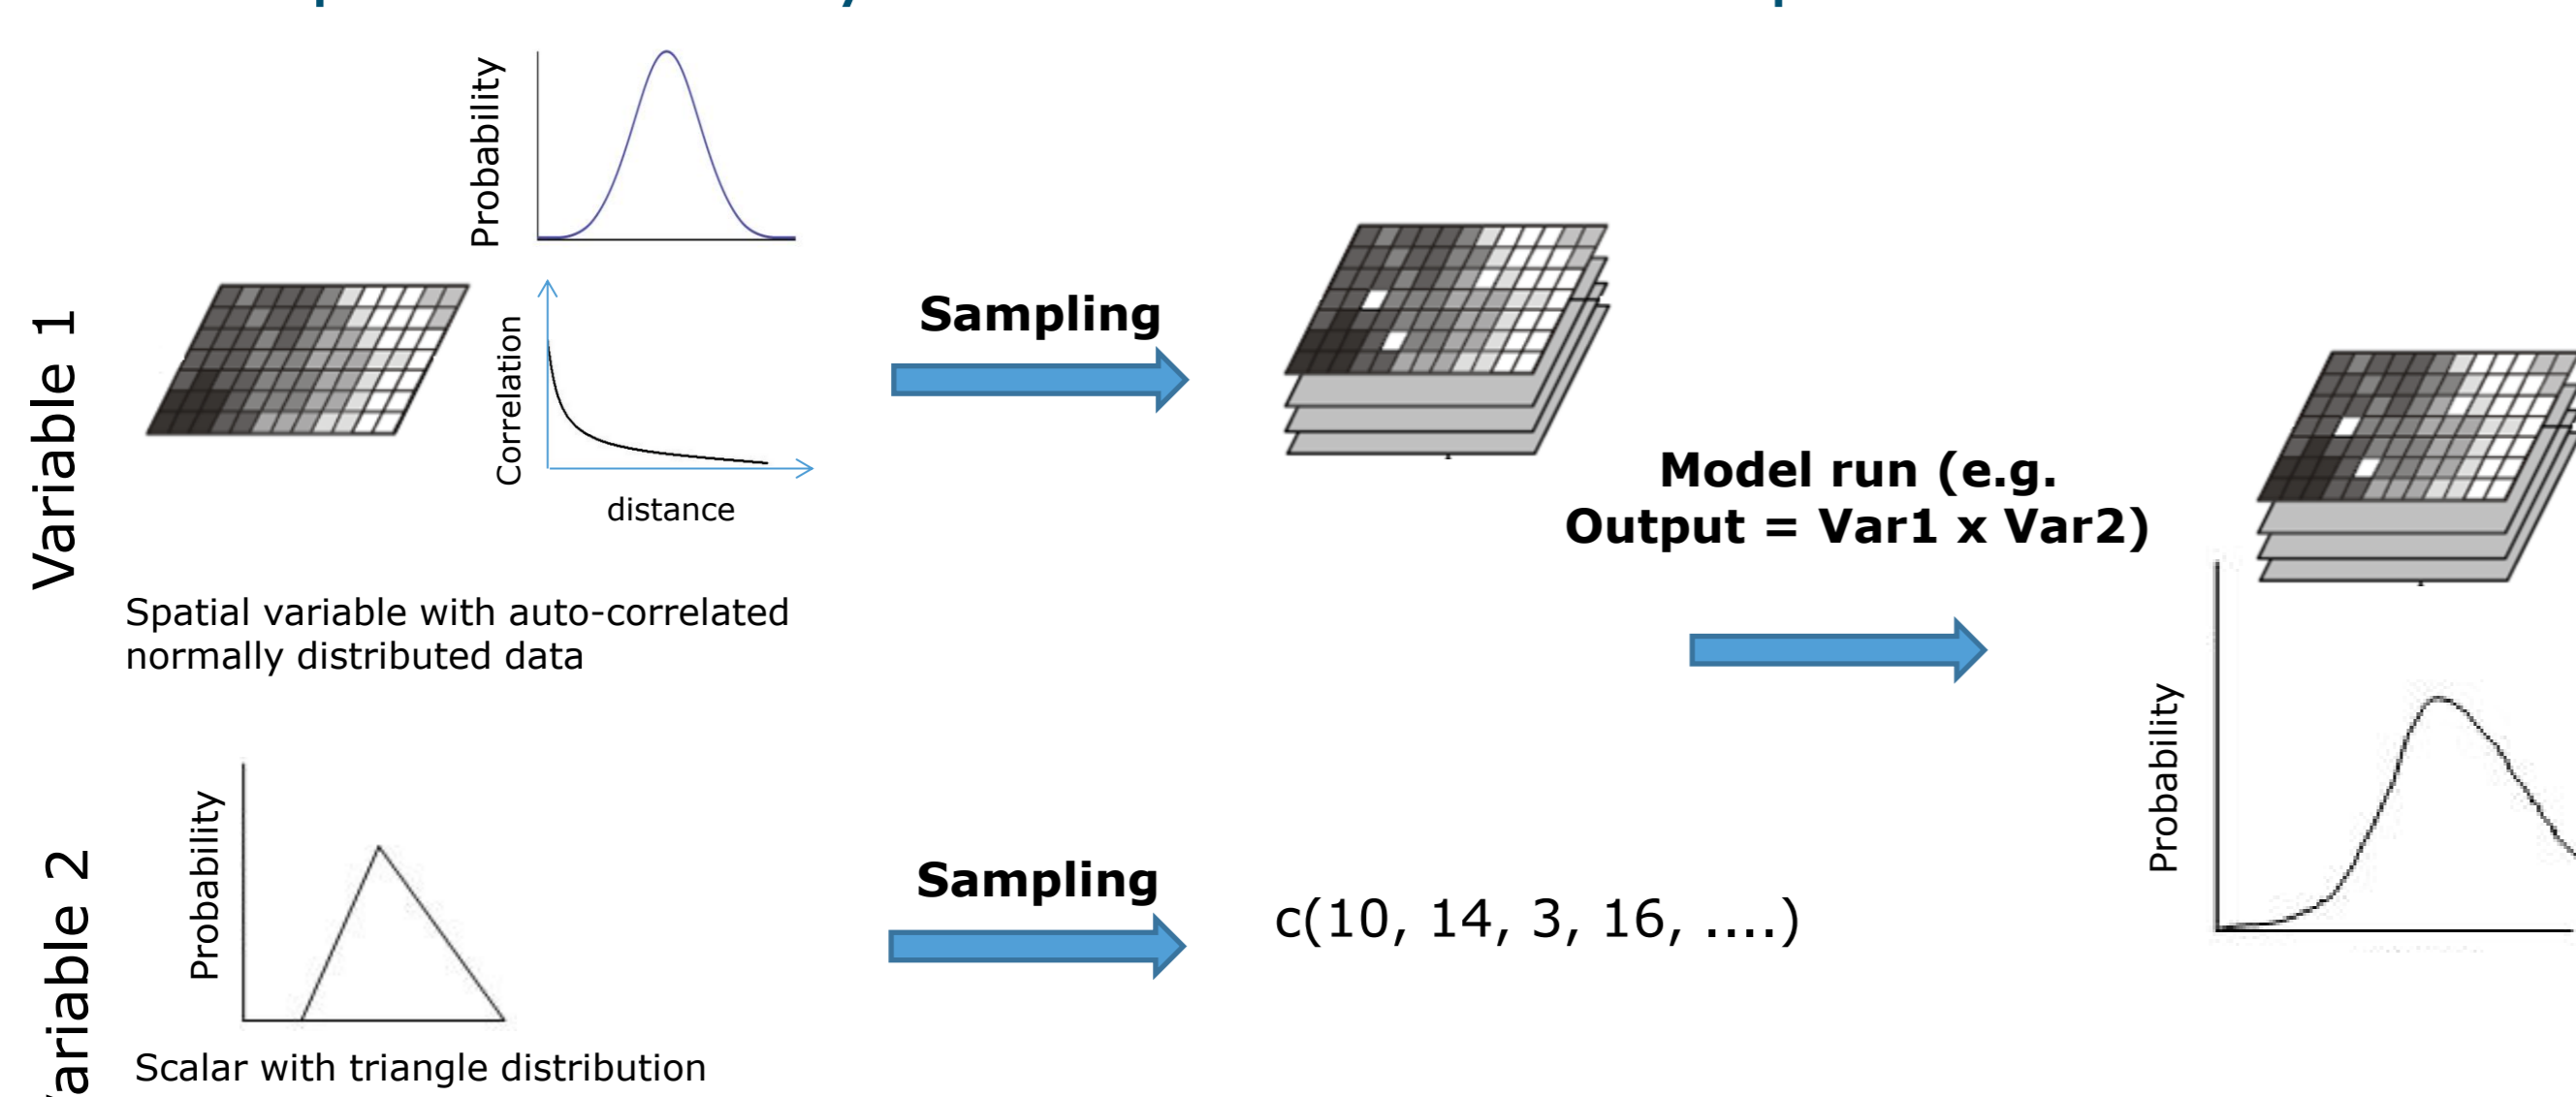 Probability
Variable 1
Correlation
distance
Sampling
Spatial variable with auto-correlated
normally distributed data
Model run (e.g.
Output = Var1 x Var2)
Probability
Probability
Sampling
c(10, 14, 3, 16, ....)
2
Scalar with triangle distribution